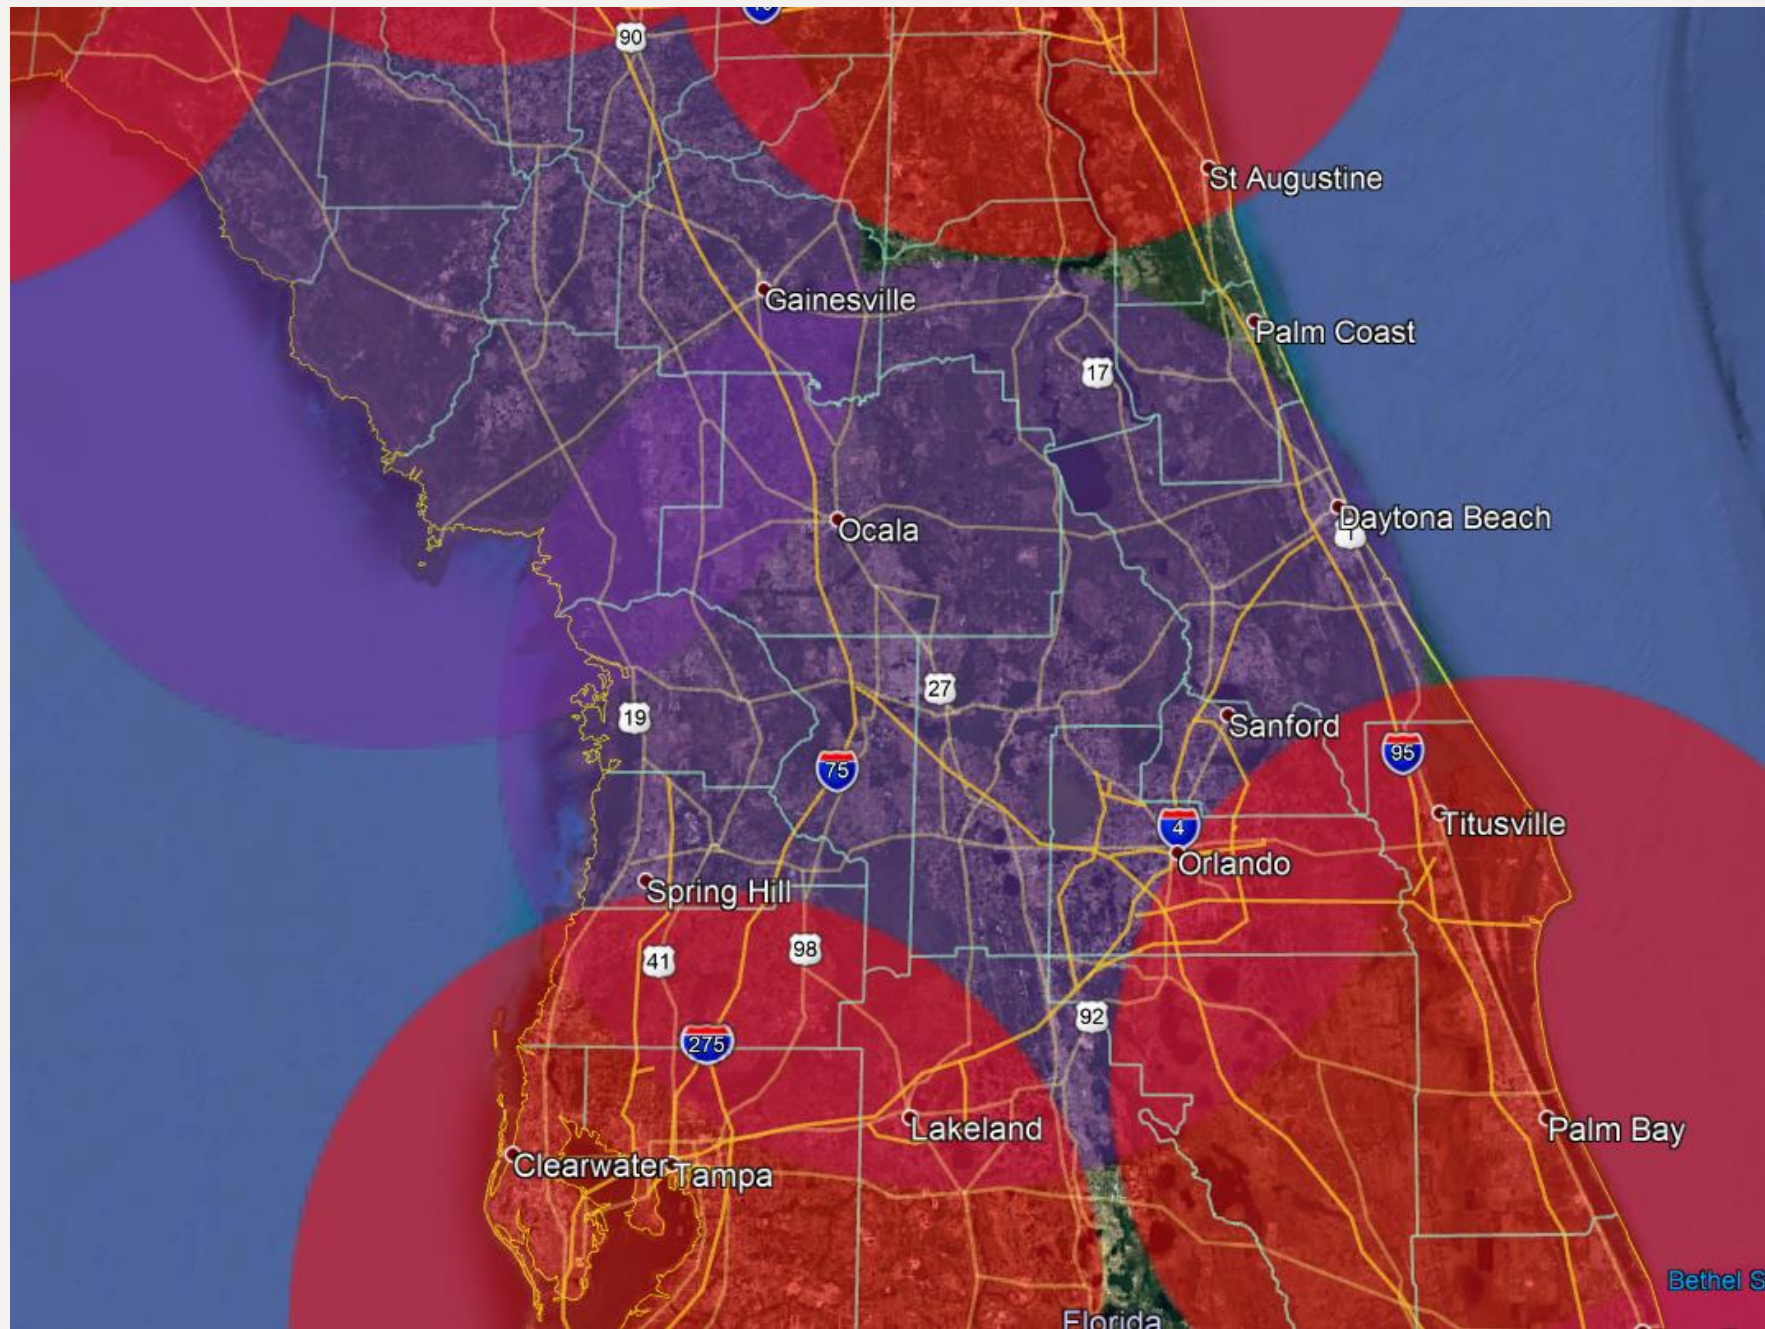 90
St Augustine
Gainesville
Palm Coast
17
Ocala
Daytona Beach
1
27
19
Sanford
75
95
4
Titusville
Orlando
Spring Hill
41
98
92
275
Lakeland
Palm Bay
Clearwater
Tampa
Bethel S
Florida